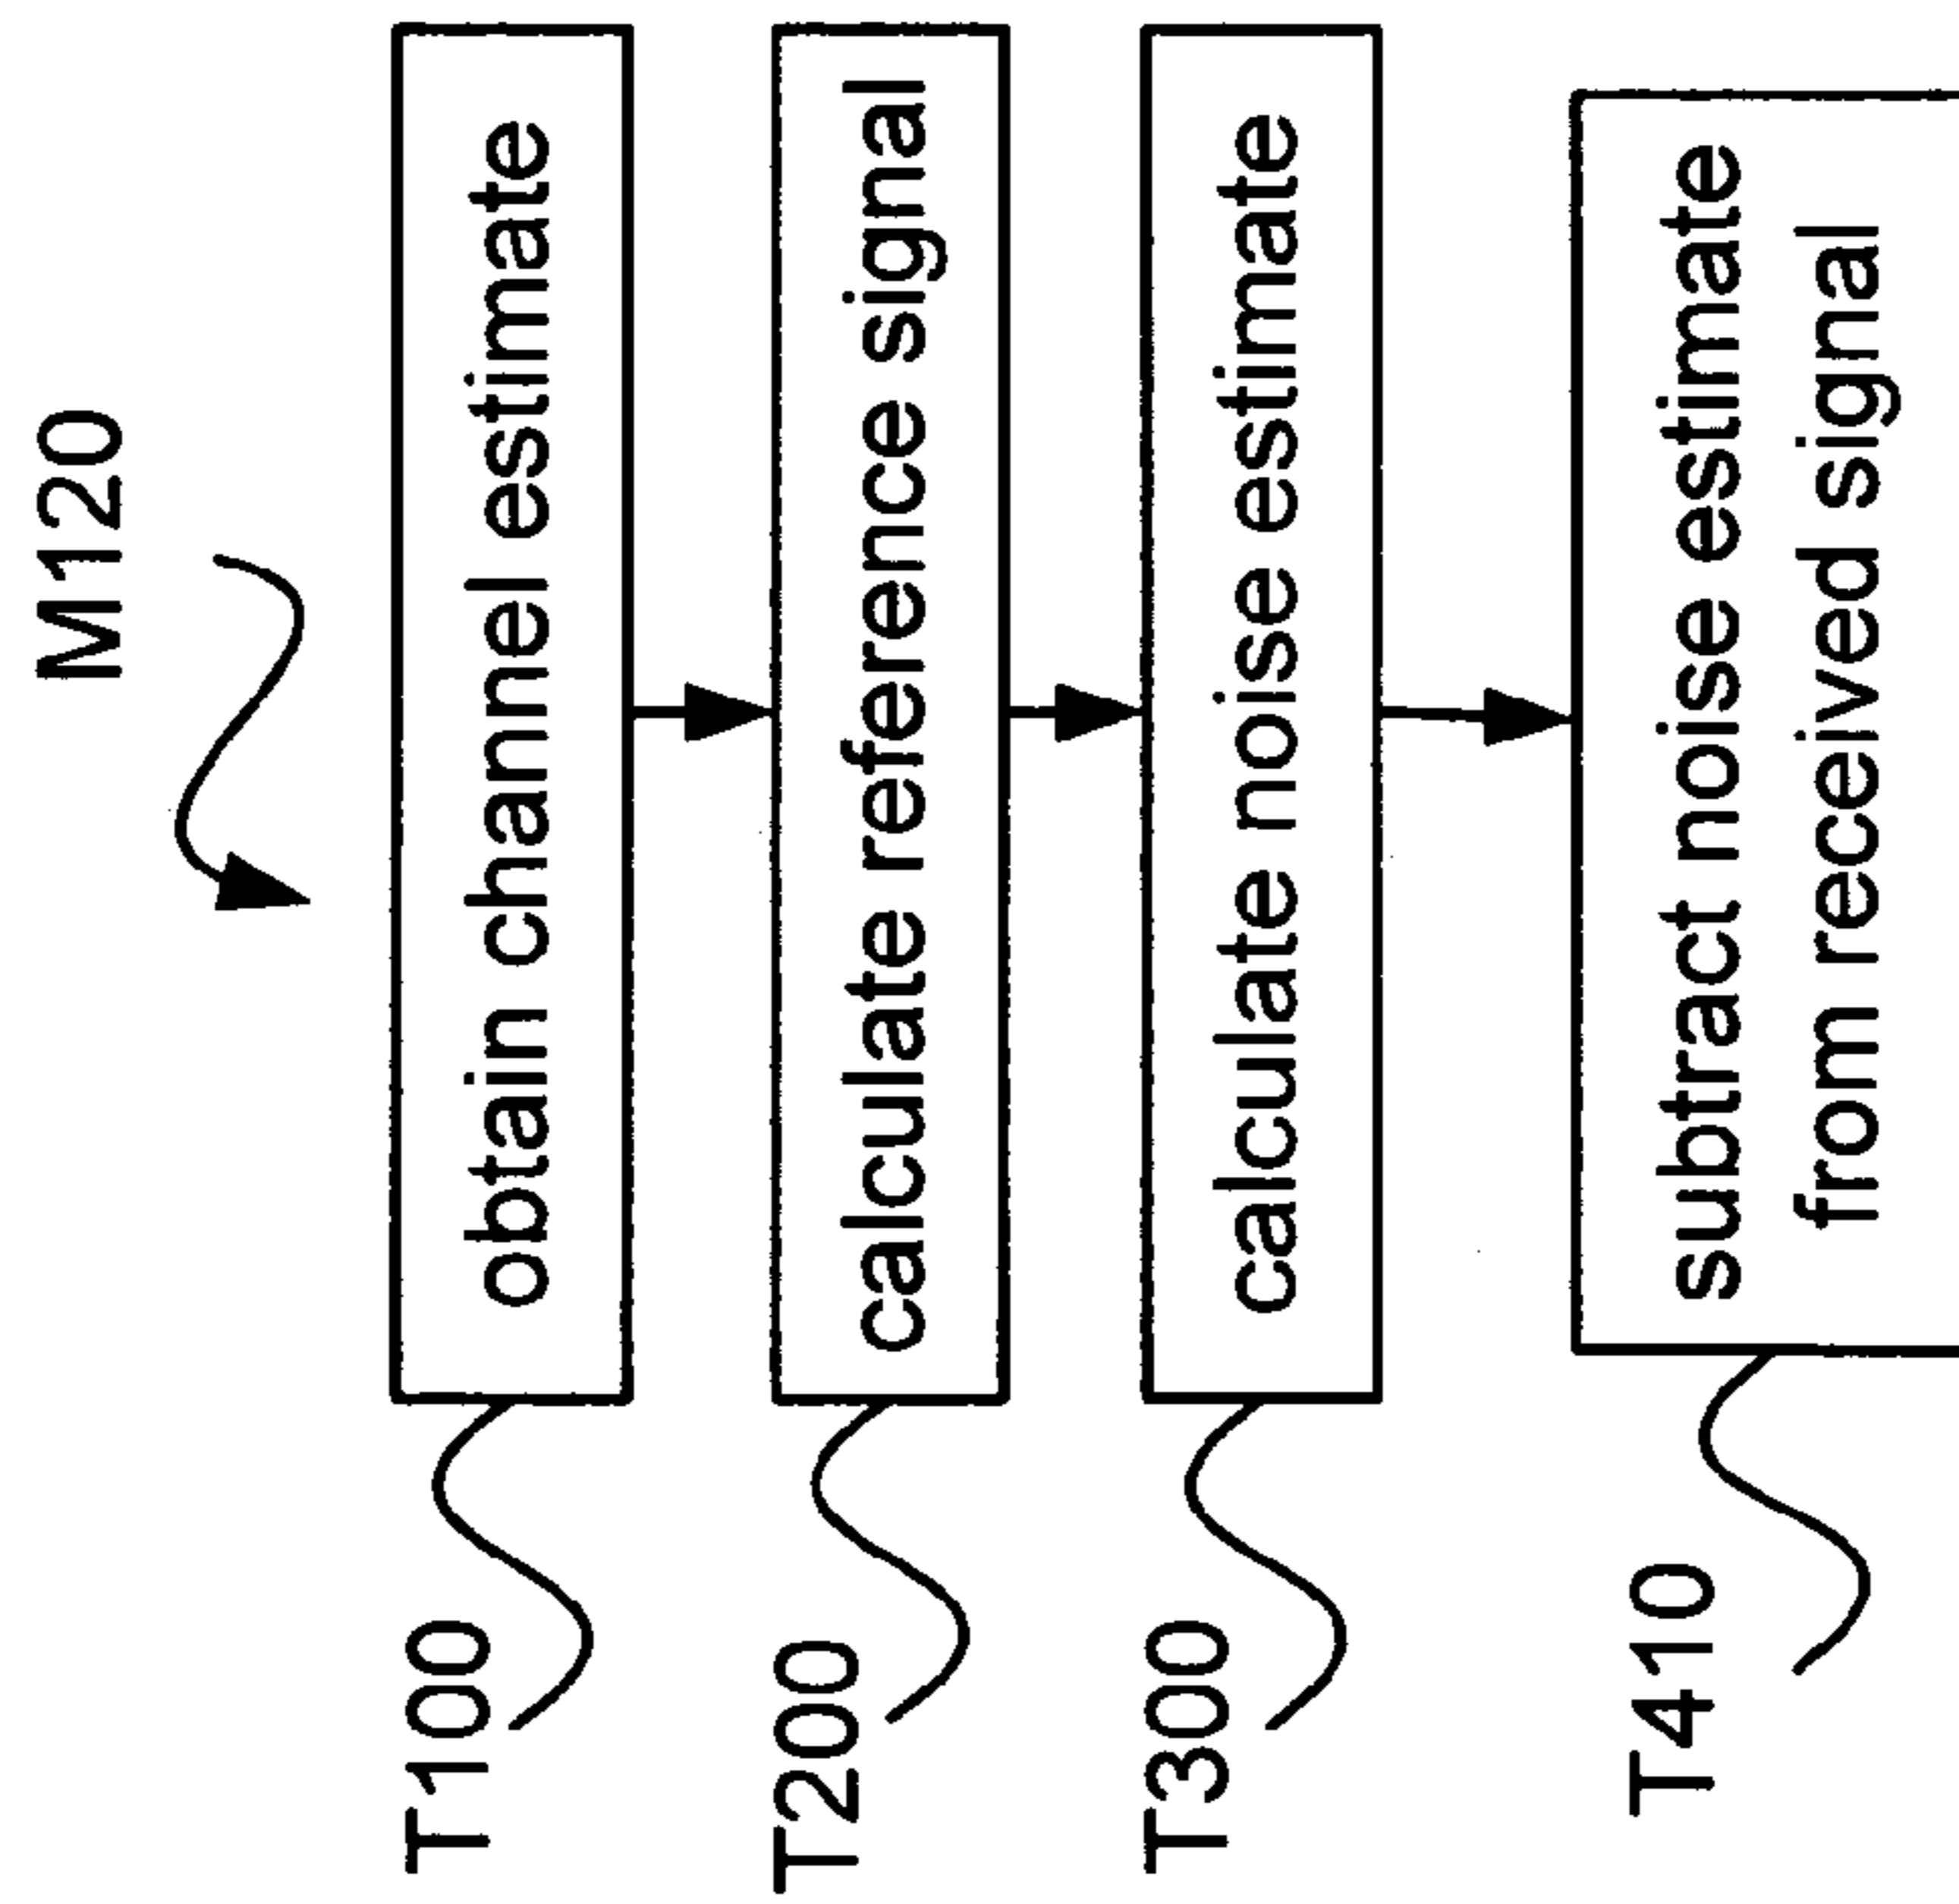 M120
T100
obtain channel estimate
T200
calculate reference signal
T300
calculate noise estimate
T410
subtract noise estimate
from received signal